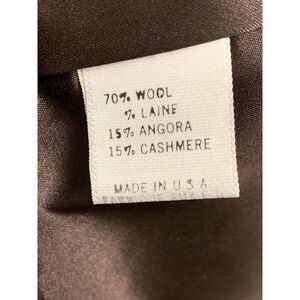 70% WOOL
% LAINE
15% ANGORA
15% CASHMERE
MADE IN U S A